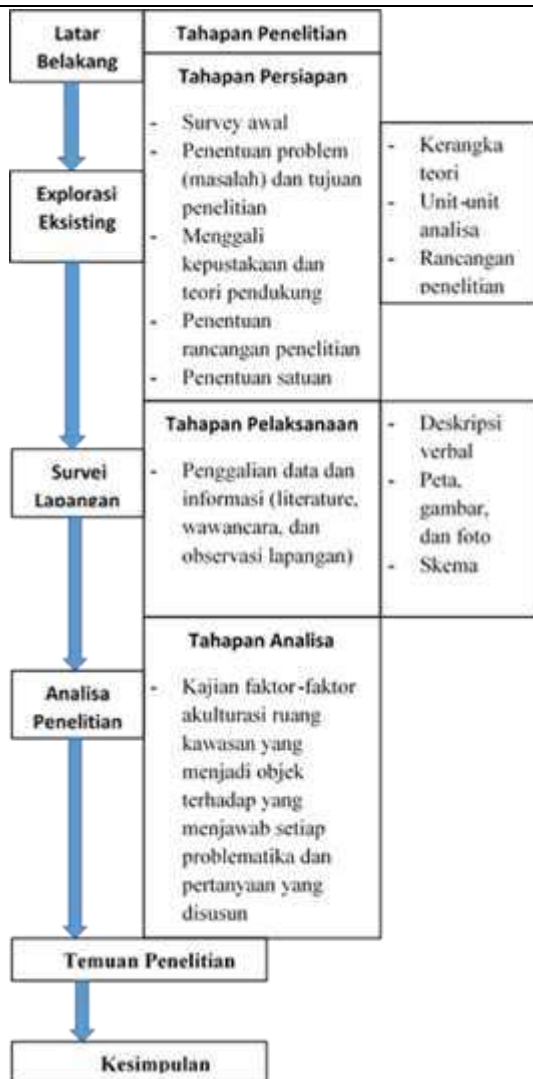 Latar
Belakang
Tahapan Penelitian
Tahapan Persiapan
- Survey awal
- Penentuan problem
(masalah) dan tujuan
penelitian
- Menggali
kepustakaan dan
teori pendukung
- Penentuan
rancangan penelitian
- Penentuan satuan
- Kerangka
teori
- Unit-unit
analisa
- Rancangan
penelitian
Explorasi
Eksisting
Tahapan Pelaksanaan
- Penggalian data dan
informasi (literature,
wawancara, dan
observasi lapangan)
- Deskripsi
verbal
- Peta,
gambar,
dan foto
- Skema
Survei
Lapangan
Tahapan Analisa
- Kajian faktor-faktor
akulturasi ruang
kawasan yang
menjadi objek
terhadap yang
menjawab setiap
problematika dan
pertanyaan yang
disusun
Analisa
Penelitian
Temuan Penelitian
Kesimpulan